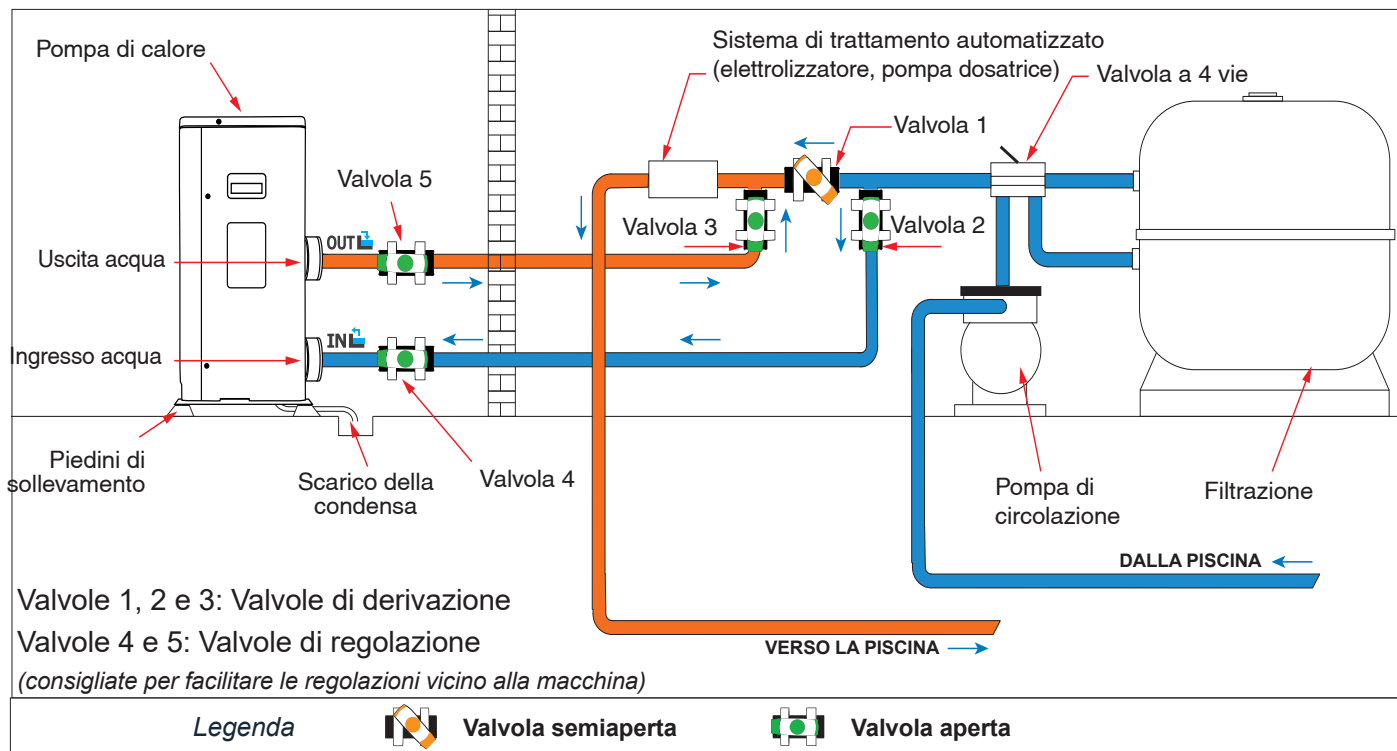 Pompa di calore
Sistema di trattamento automatizzato
(elettrolizzatore, pompa dosatrice)
Valvola a 4 vie
Valvola 1
Valvola 5
Valvola 3
Valvola 2
OUT
Uscita acqua
IN
Ingresso acqua
Piedini di
sollevamento
Scarico della
condensa
Valvola 4
Pompa di
circolazione
Filtrazione
DALLA PISCINA
VERSO LA PISCINA
Valvole 1, 2 e 3: Valvole di derivazione
Valvole 4 e 5: Valvole di regolazione
(consigliate per facilitare le regolazioni vicino alla macchina)
Legenda
Valvola semiaperta
Valvola aperta